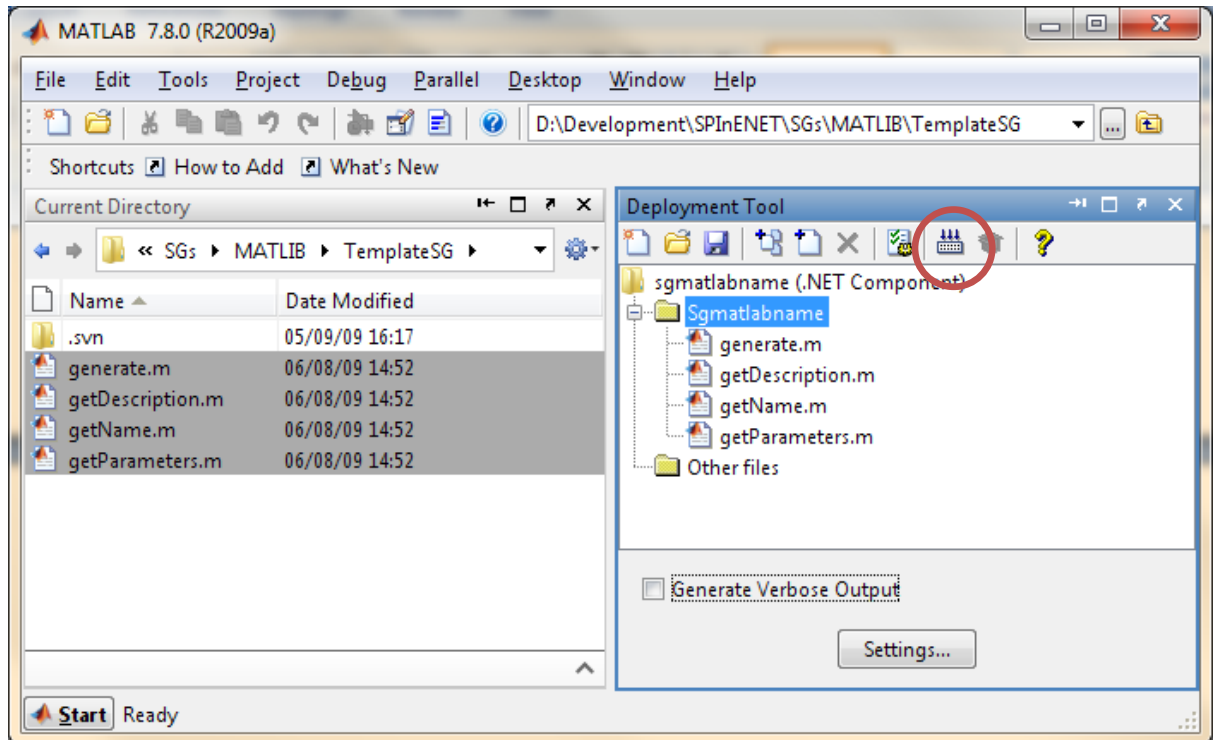 MATLAB 7.8.0 (R2009a)
File Edit Tools Project Debug Parallel Desktop Window Help
D:\Development\SPInENET\SGs\MATLIB\TemplateSG ...
Shortcuts How to Add What's New
Current Directory
« SGs MATLIB TemplateSG
Name Date Modified
.svn 05/09/09 16:17
generate.m 06/08/09 14:52
getDescription.m 06/08/09 14:52
getName.m 06/08/09 14:52
getParameters.m 06/08/09 14:52
Deployment Tool
sgmatlabname (.NET Component)
Sgmatlabname
generate.m
getDescription.m
getName.m
getParameters.m
Other files
Generate Verbose Output
Settings...
Start Ready